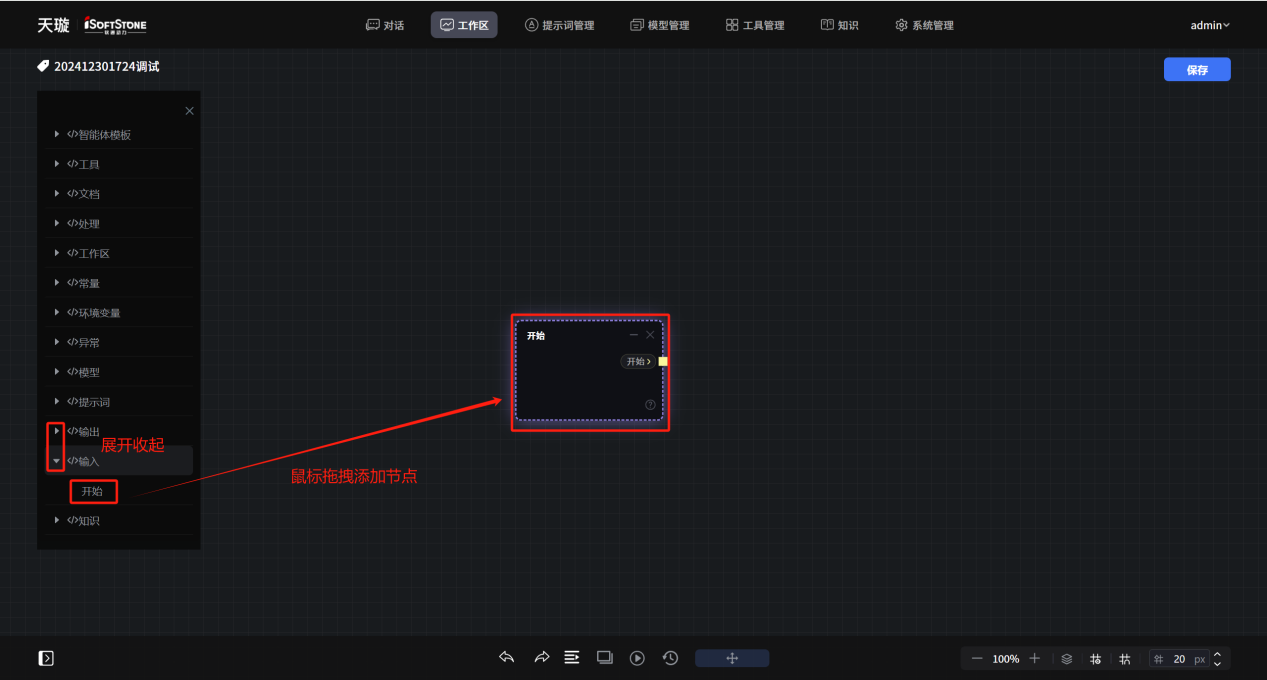 天璇 iSOFTSTONE 软通动力 对话 工作区 提示词管理 模型管理 工具管理 知识 系统管理 admin
202412301724调试 保存
</>智能体模板
</>工具
</>文档
</>处理
</>工作区
</>常量
</>环境变量
</>异常
</>模型
</>提示词
</>输出
展开收起
</>输入
开始
</>知识
鼠标拖拽添加节点
开始
开始 >
100% 20 px